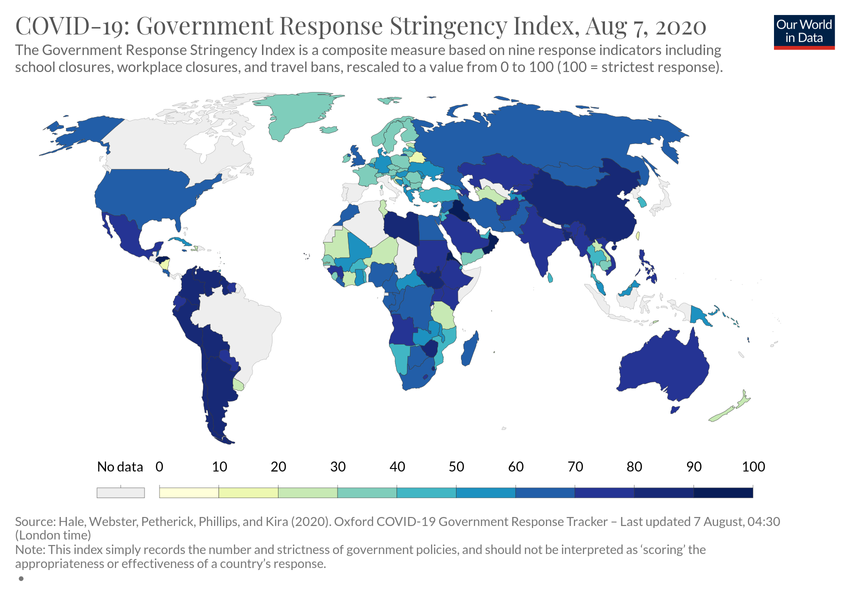 COVID-19: Government Response Stringency Index, Aug 7, 2020
Our World
in Data
The Government Response Stringency Index is a composite measure based on nine response indicators including
school closures, workplace closures, and travel bans, rescaled to a value from 0 to 100 (100 = strictest response).
No data 0 10 20 30 40 50 60 70 80 90 100
Source: Hale, Webster, Petherick, Phillips, and Kira (2020). Oxford COVID-19 Government Response Tracker – Last updated 7 August, 04:30
(London time)
Note: This index simply records the number and strictness of government policies, and should not be interpreted as ‘scoring’ the
appropriateness or effectiveness of a country’s response.